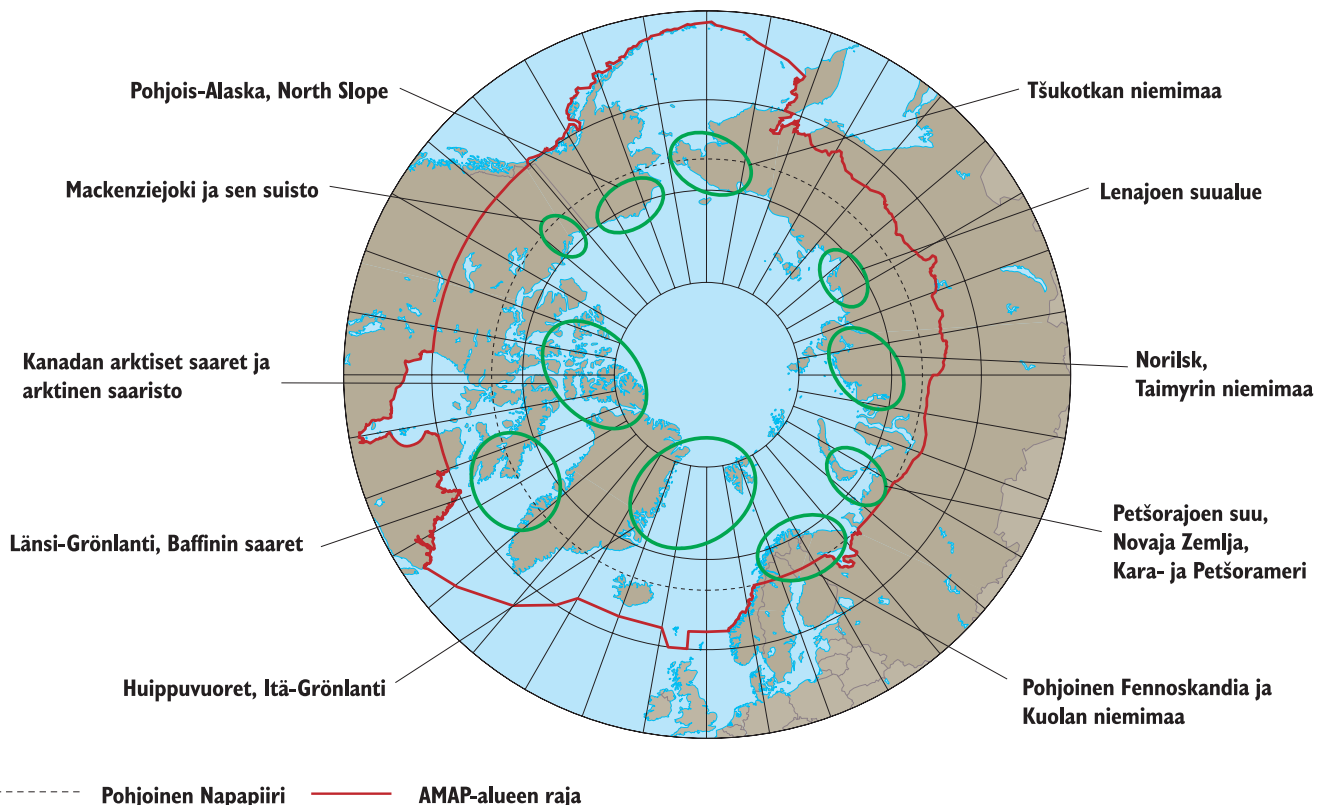 Pohjois-Alaska, North Slope
Tšukotkan niemimaa
Mackenziejoki ja sen suisto
Lenajoen suualue
Kanadan arktiset saaret ja
arktinen saaristo
Norilsk,
Taimyrin niemimaa
Länsi-Grönlanti, Baffinin saaret
Petšorajoen suu,
Novaja Zemlja,
Kara- ja Petšorameri
Huippuvuoret, Itä-Grönlanti
Pohjoinen Fennoskandia ja
Kuolan niemimaa
Pohjoinen Napapiiri
AMAP-alueen raja